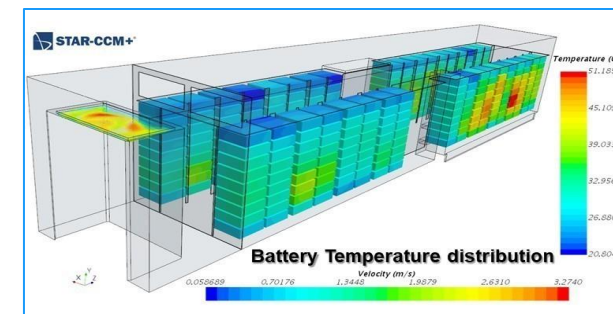 STAR-CCM+
Temperature (
51.18
45.10
39.03
32.95
26.88
20.80
Battery Temperature distribution
Velocity (m/s)
0.058689 0.70176 1.3448 1.9879 2.6310 3.2740